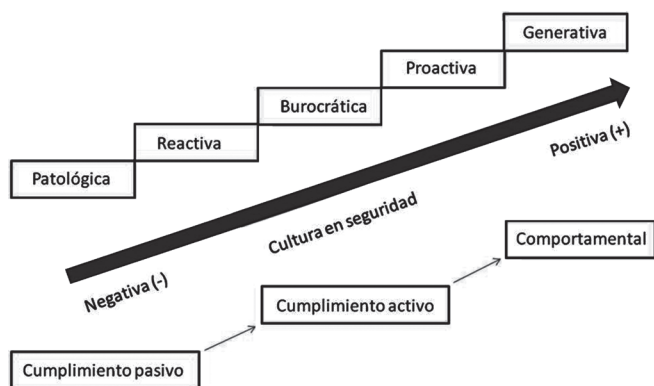 Generativa
Proactiva
Burocrática
Reactiva
Patológica
Positiva (+)
Cultura en seguridad
Negativa (-)
Comportamental
Cumplimiento activo
Cumplimiento pasivo